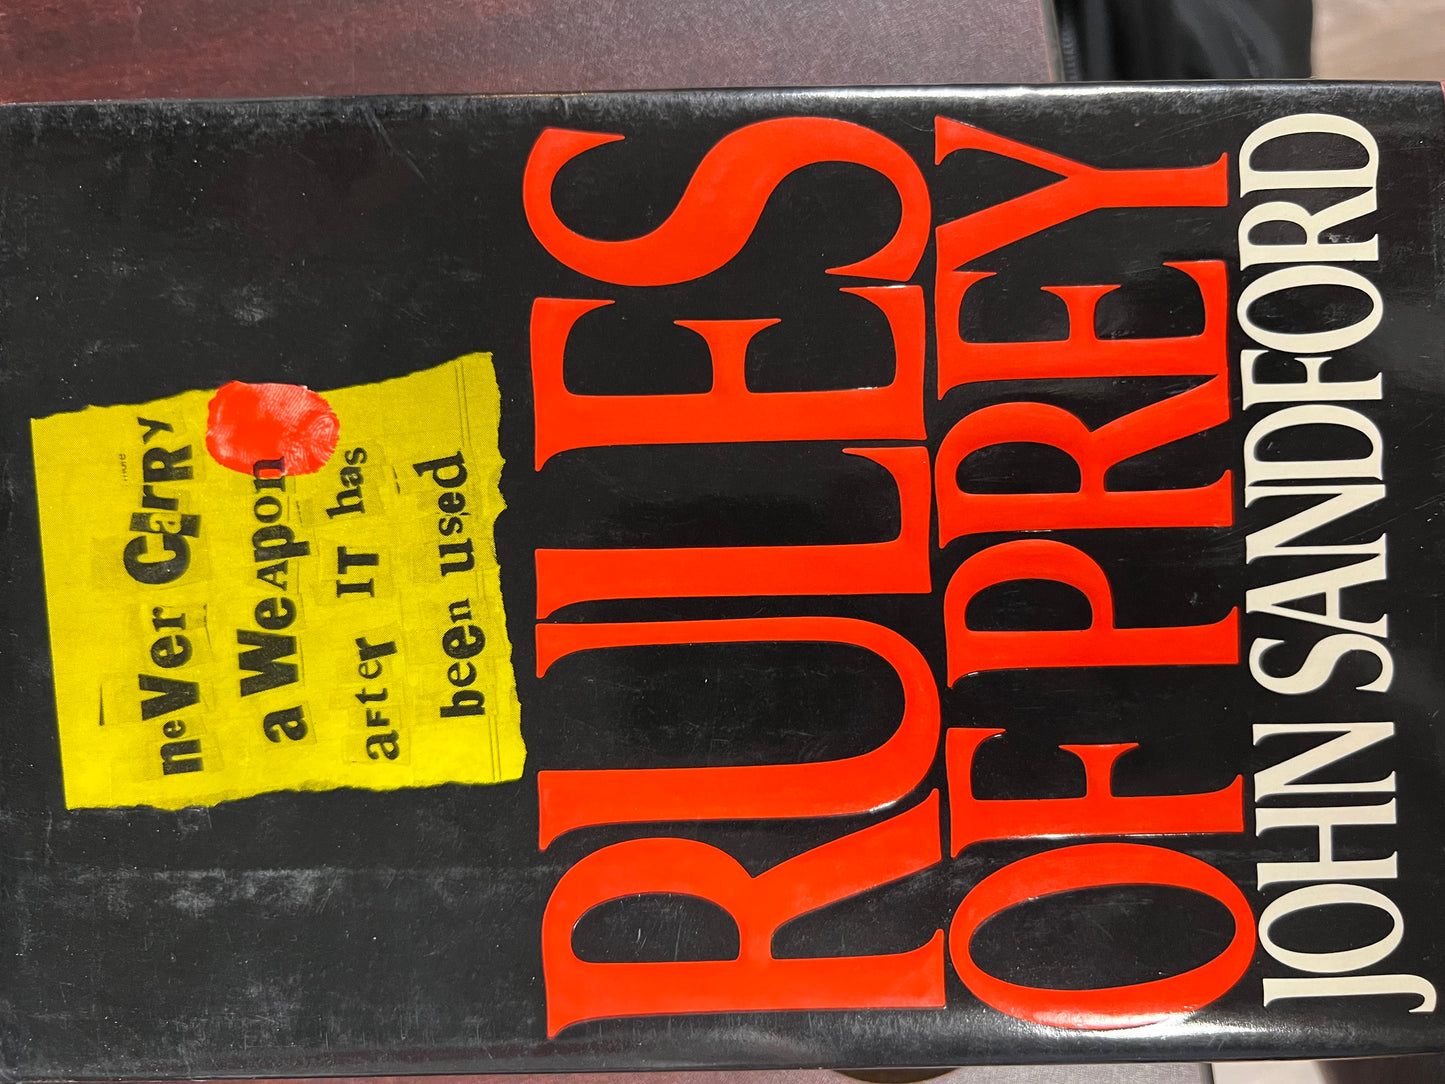 neVer CarRY
a WeApon
aFter IT has
been used
RULES
OF PREY
JOHN SANDFORD